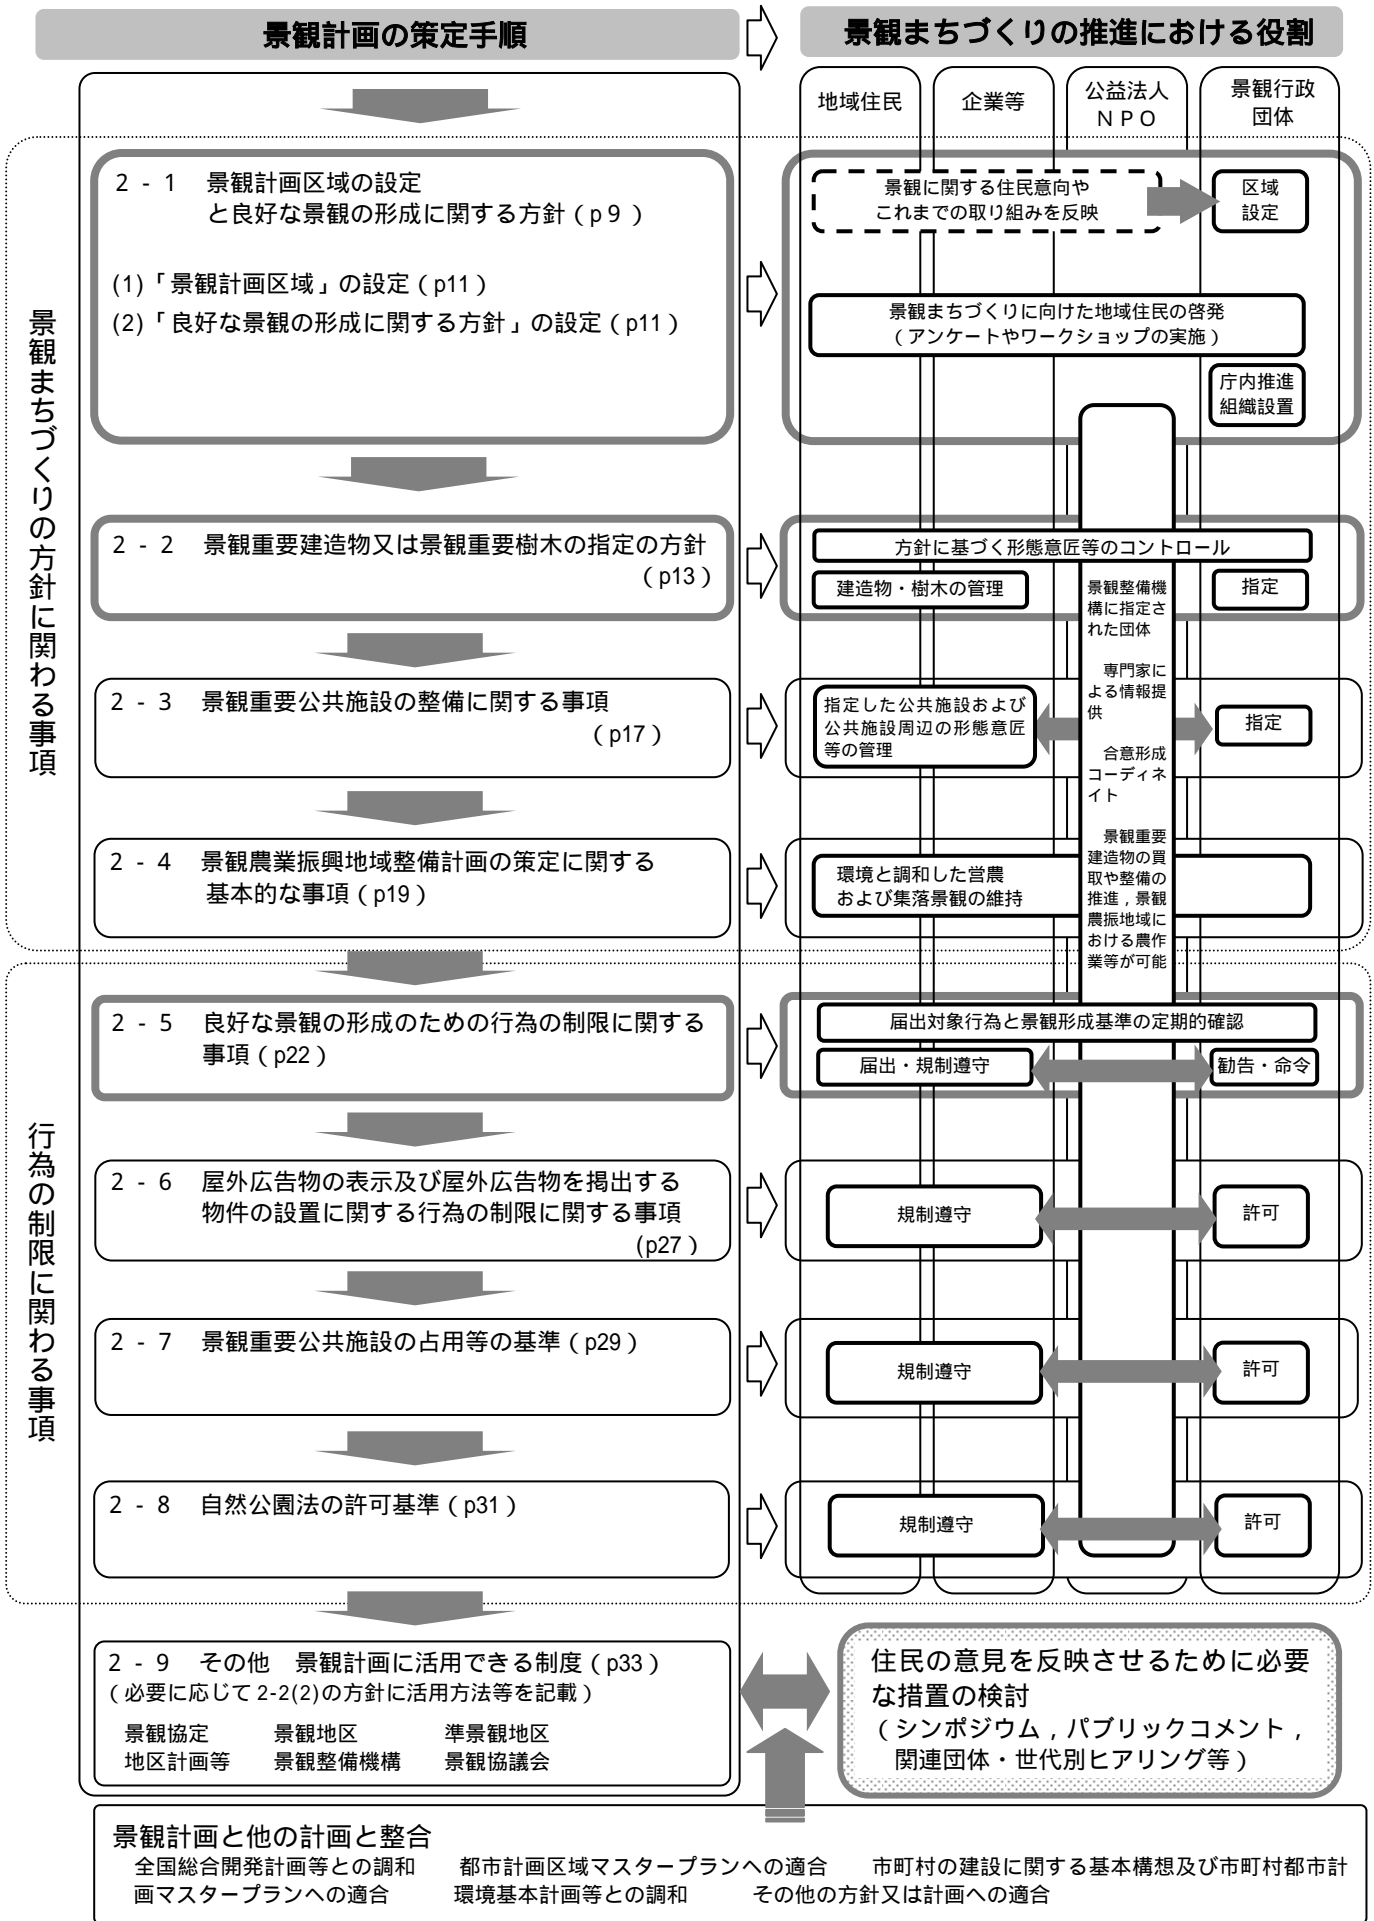 景観計画の策定手順
景観まちづくりの推進における役割
地域住民
企業等
公益法人
ＮＰＯ
景観行政
団体
景観まちづくりの方針に関わる事項
2 - 1 景観計画区域の設定
と良好な景観の形成に関する方針（p 9 ）
(1)「景観計画区域」の設定（p11）
(2)「良好な景観の形成に関する方針」の設定（p11）
景観に関する住民意向や
これまでの取り組みを反映
区域
設定
景観まちづくりに向けた地域住民の啓発
（アンケートやワークショップの実施）
庁内推進
組織設置
2 - 2 景観重要建造物又は景観重要樹木の指定の方針
（p13）
方針に基づく形態意匠等のコントロール
建造物・樹木の管理
指定
景観整備機
構に指定さ
れた団体
専門家に
よる情報提
供
合意形成
コーディネ
イト
景観重要
建造物の買
取や整備の
推進，景観
農振地域に
おける農作
業等が可能
2 - 3 景観重要公共施設の整備に関する事項
（p17）
指定した公共施設および
公共施設周辺の形態意匠
等の管理
指定
2 - 4 景観農業振興地域整備計画の策定に関する
基本的な事項（p19）
環境と調和した営農
および集落景観の維持
行為の制限に関わる事項
2 - 5 良好な景観の形成のための行為の制限に関する
事項（p22）
届出対象行為と景観形成基準の定期的確認
届出・規制遵守
勧告・命令
2 - 6 屋外広告物の表示及び屋外広告物を掲出する
物件の設置に関する行為の制限に関する事項
(p27 ）
規制遵守
許可
2 - 7 景観重要公共施設の占用等の基準（p29）
規制遵守
許可
2 - 8 自然公園法の許可基準（p31）
規制遵守
許可
2 - 9 その他 景観計画に活用できる制度（p33）
（必要に応じて 2-2(2)の方針に活用方法等を記載）
景観協定 景観地区 準景観地区
地区計画等 景観整備機構 景観協議会
住民の意見を反映させるために必要
な措置の検討
（シンポジウム，パブリックコメント，
関連団体・世代別ヒアリング等）
景観計画と他の計画と整合
全国総合開発計画等との調和 都市計画区域マスタープランへの適合 市町村の建設に関する基本構想及び市町村都市計
画マスタープランへの適合 環境基本計画等との調和 その他の方針又は計画への適合